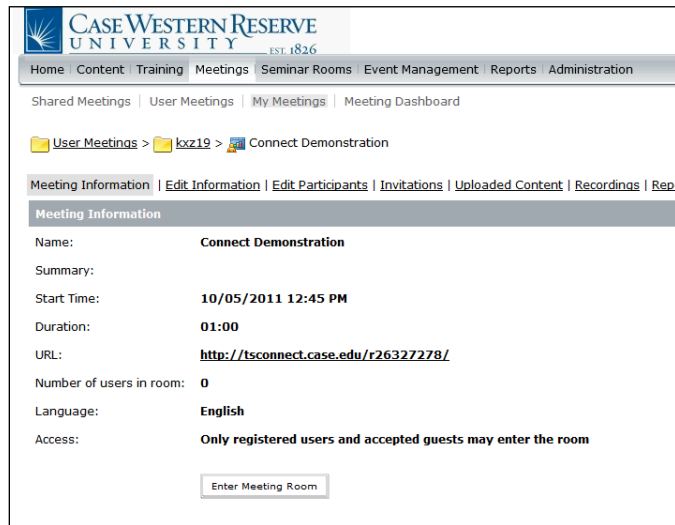 CASE WESTERN RESERVE
UNIVERSITY EST. 1826
Home Content Training Meetings Seminar Rooms Event Management Reports Administration
Shared Meetings | User Meetings | My Meetings | Meeting Dashboard
User Meetings > kxz19 > Connect Demonstration
Meeting Information | Edit Information | Edit Participants | Invitations | Uploaded Content | Recordings | Rep
Meeting Information
Name: Connect Demonstration
Summary:
Start Time: 10/05/2011 12:45 PM
Duration: 01:00
URL: http://tsconnect.case.edu/r26327278/
Number of users in room: 0
Language: English
Access: Only registered users and accepted guests may enter the room
Enter Meeting Room